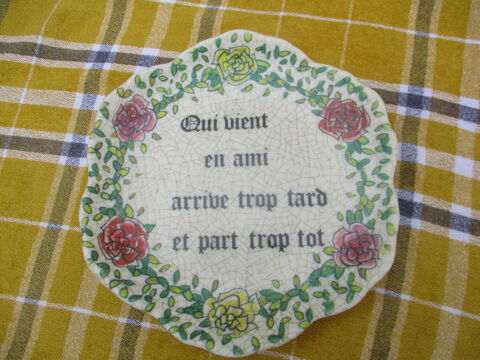 Qui vient
en ami
arrive trop tard
et part trop tot